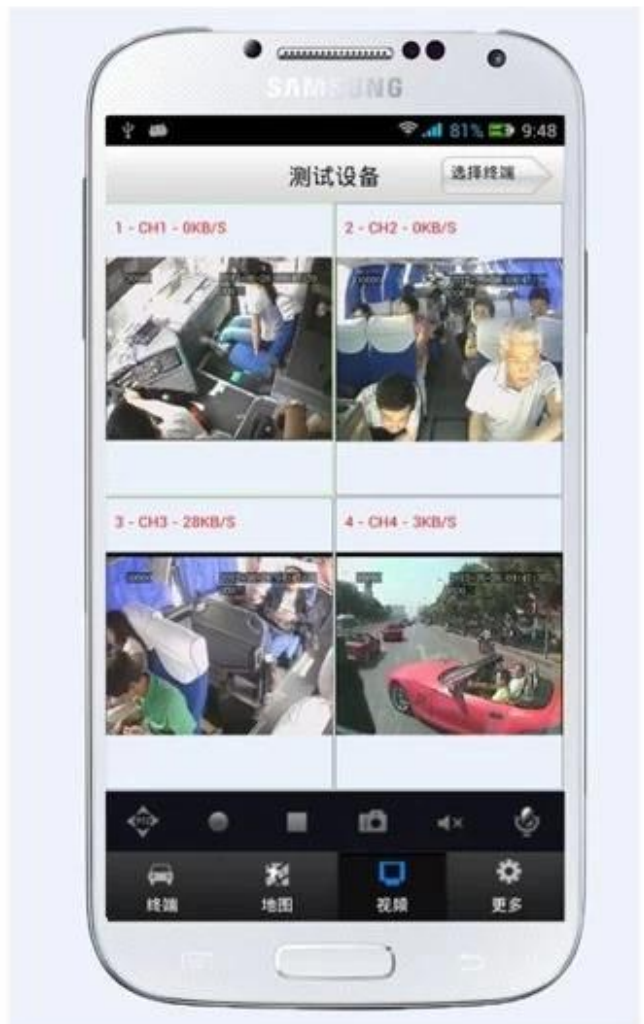 SAMSUNG
81% 9:48
测试设备
选择终端
1 - CH1 - 0KB/S
2 - CH2 - 0KB/S
3 - CH3 - 28KB/S
4 - CH4 - 3KB/S
PTZ
终端
地图
视频
更多